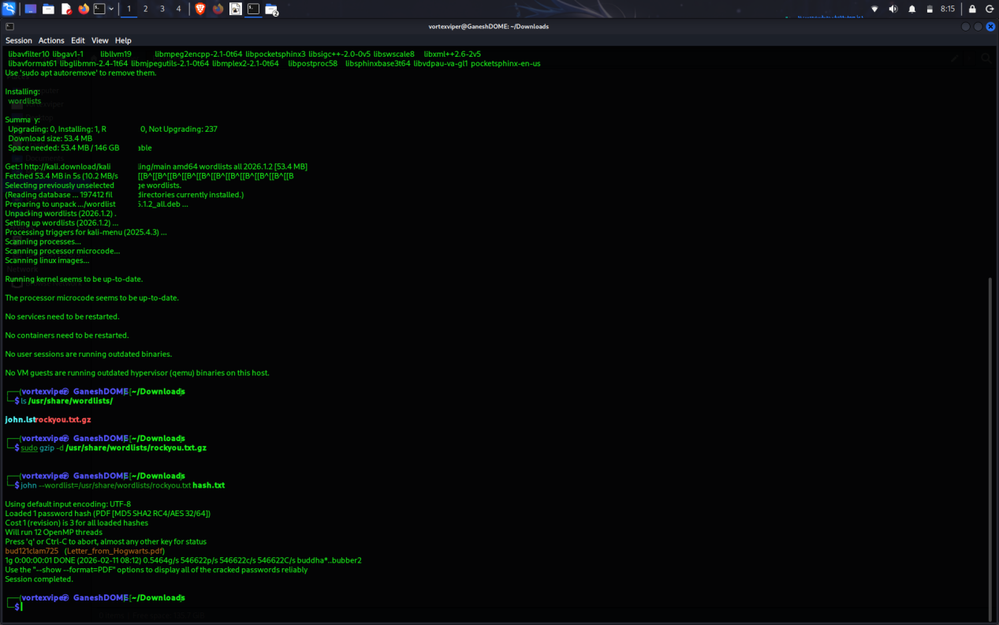 1 2 3 4 2 8:15
vortexviper@GaneshDOME: ~/Downloads
Session Actions Edit View Help
libavfilter10 libgav1-1 libllvm19 libmpeg2encpp-2.1-0t64 libpocketsphinx3 libsigc++-2.0-0v5 libswscale8 libxml++2.6-2v5
libavformat61 libglibmm-2.4-1t64 libmjpegutils-2.1-0t64 libmplex2-2.1-0t64 libpostproc58 libsphinxbase3t64 libvdpau-va-gl1 pocketsphinx-en-us
Use 'sudo apt autoremove' to remove them.
Installing:
wordlists
Summary:
Upgrading: 0, Installing: 1, R 0, Not Upgrading: 237
Download size: 53.4 MB
Space needed: 53.4 MB / 146 GB able
Documents
Get:1 http://kali.download/kali ling/main amd64 wordlists all 2026.1.2 [53.4 MB]
Fetched 53.4 MB in 5s (10.2 MB/s [[B^[[B^[[B^[[B^[[B^[[B^[[B^[[B^[[B^[[B^[[B
Selecting previously unselected ge wordlists.
(Reading database ... 197412 fil directories currently installed.)
Preparing to unpack .../wordlist 6.1.2_all.deb ...
Unpacking wordlists (2026.1.2) .
Setting up wordlists (2026.1.2) ...
Processing triggers for kali-menu (2025.4.3) ...
Scanning processes...
Scanning processor microcode...
Scanning linux images...
Network
Running kernel seems to be up-to-date.
The processor microcode seems to be up-to-date.
No services need to be restarted.
No containers need to be restarted.
No user sessions are running outdated binaries.
No VM guests are running outdated hypervisor (qemu) binaries on this host.
┌──(vortexviper㉿GaneshDOME)-[~/Downloads]
└─$ ls /usr/share/wordlists/
john.lst rockyou.txt.gz
┌──(vortexviper㉿GaneshDOME)-[~/Downloads]
└─$ sudo gzip -d /usr/share/wordlists/rockyou.txt.gz
┌──(vortexviper㉿GaneshDOME)-[~/Downloads]
└─$ john --wordlist=/usr/share/wordlists/rockyou.txt hash.txt
Using default input encoding: UTF-8
Loaded 1 password hash (PDF [MD5 SHA2 RC4/AES 32/64])
Cost 1 (revision) is 3 for all loaded hashes
Will run 12 OpenMP threads
Press 'q' or Ctrl-C to abort, almost any other key for status
bud121clam725 (Letter_from_Hogwarts.pdf)
1g 0:00:00:01 DONE (2026-02-11 08:12) 0.5464g/s 546622p/s 546622c/s 546622C/s buddha*..bubber2
Use the "--show --format=PDF" options to display all of the cracked passwords reliably
Session completed.
┌──(vortexviper㉿GaneshDOME)-[~/Downloads]
└─$